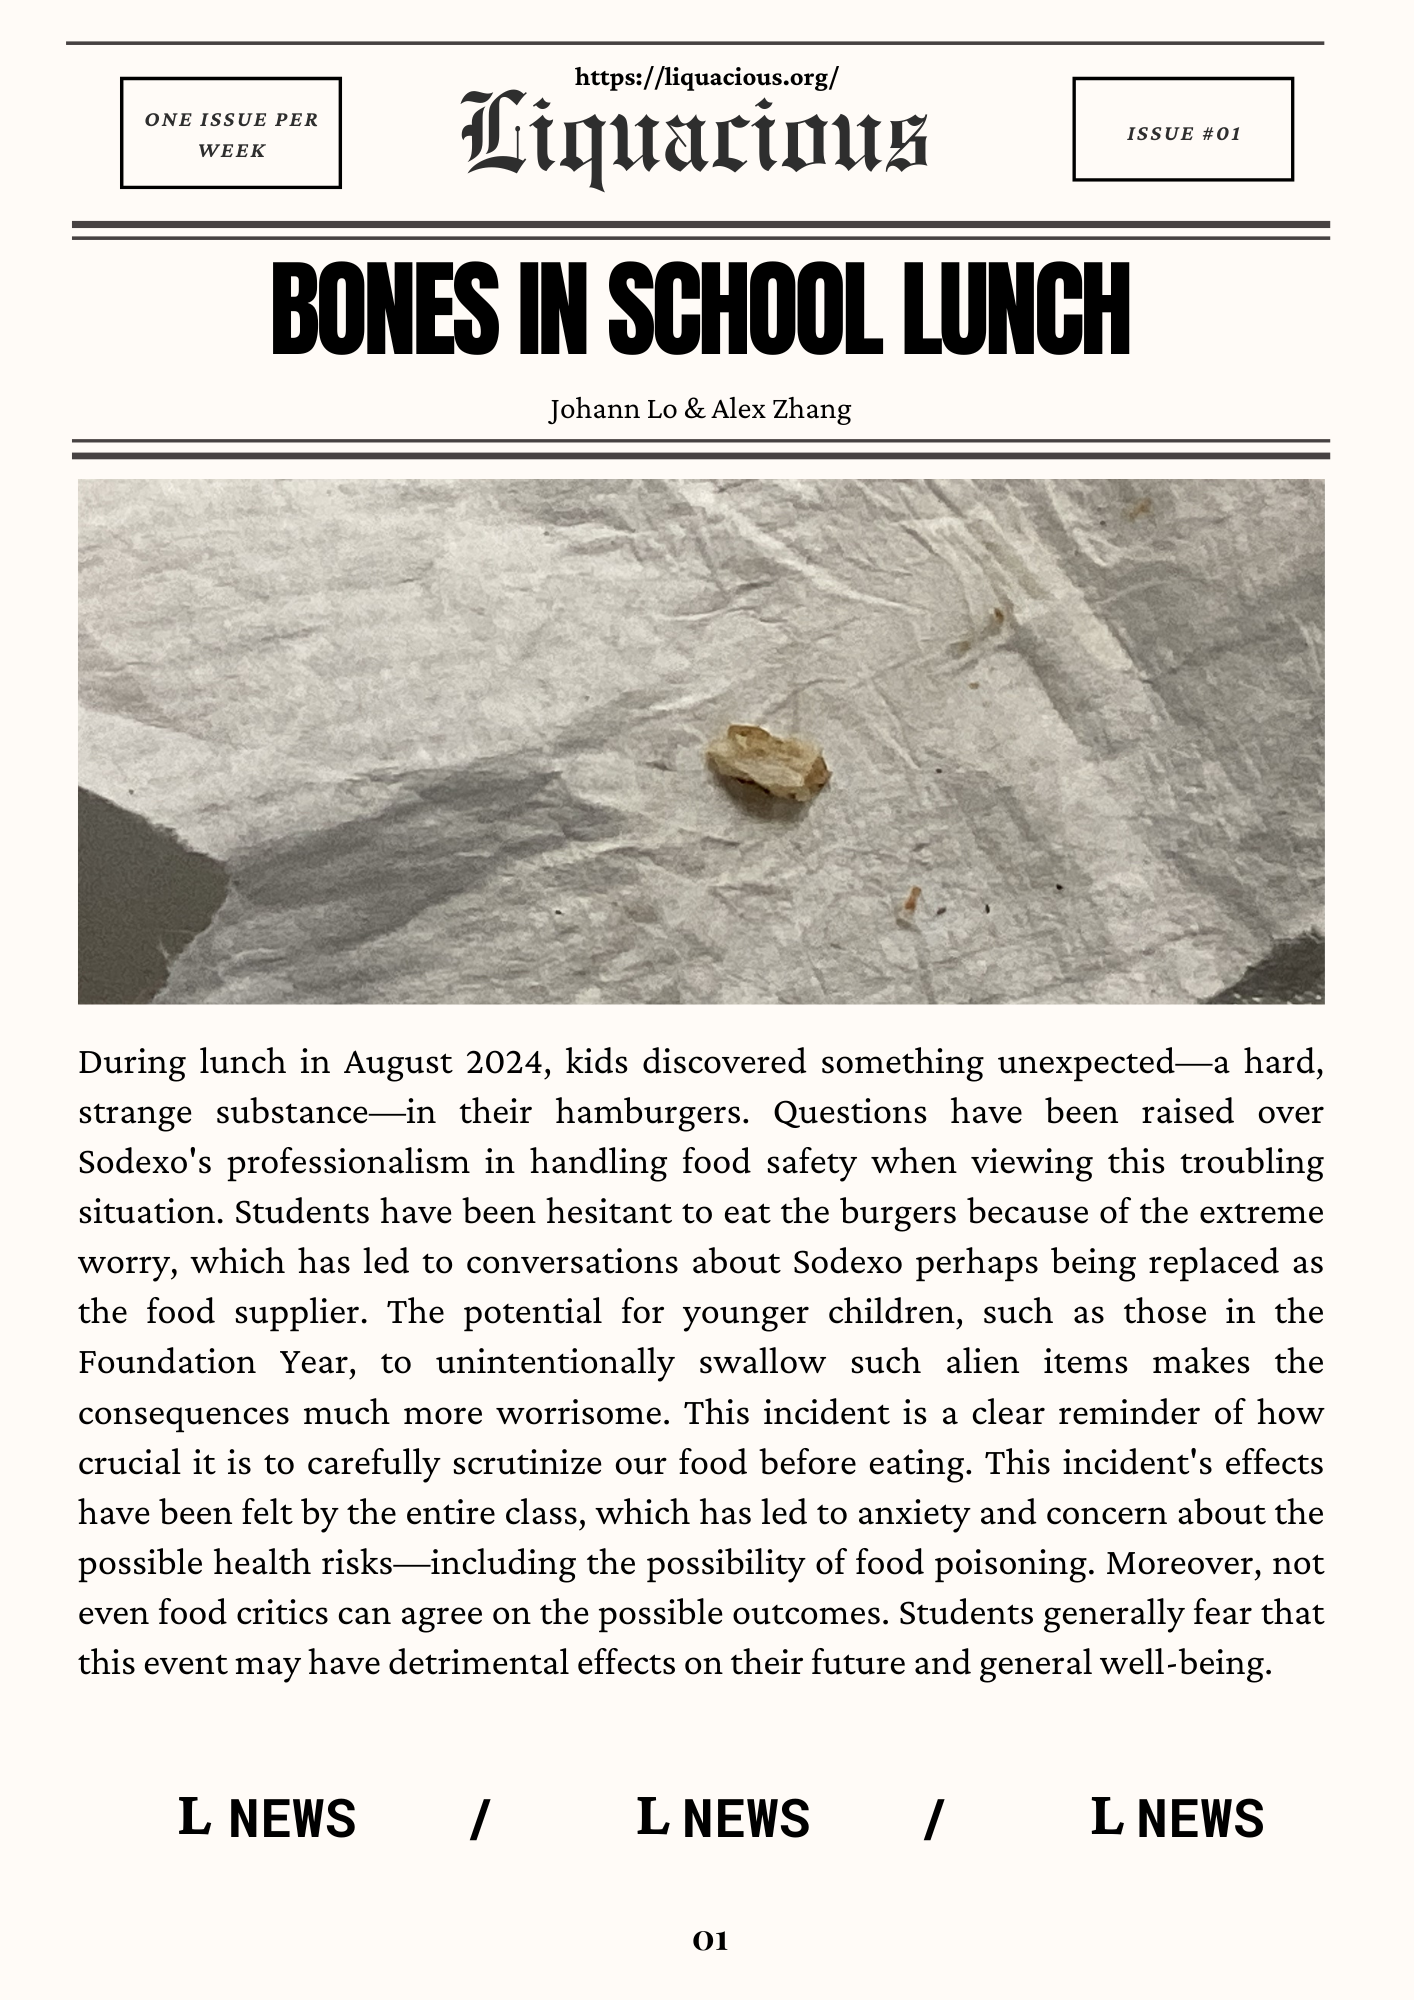 https://liquacious.org/
ONE ISSUE PER
WEEK
Liquacious
ISSUE #01
BONES IN SCHOOL LUNCH
Johann Lo & Alex Zhang
During lunch in August 2024, kids discovered something unexpected—a hard,
strange substance—in their hamburgers. Questions have been raised over
Sodexo's professionalism in handling food safety when viewing this troubling
situation. Students have been hesitant to eat the burgers because of the extreme
worry, which has led to conversations about Sodexo perhaps being replaced as
the food supplier. The potential for younger children, such as those in the
Foundation Year, to unintentionally swallow such alien items makes the
consequences much more worrisome. This incident is a clear reminder of how
crucial it is to carefully scrutinize our food before eating. This incident's effects
have been felt by the entire class, which has led to anxiety and concern about the
possible health risks—including the possibility of food poisoning. Moreover, not
even food critics can agree on the possible outcomes. Students generally fear that
this event may have detrimental effects on their future and general well-being.
L NEWS / L NEWS / L NEWS
01